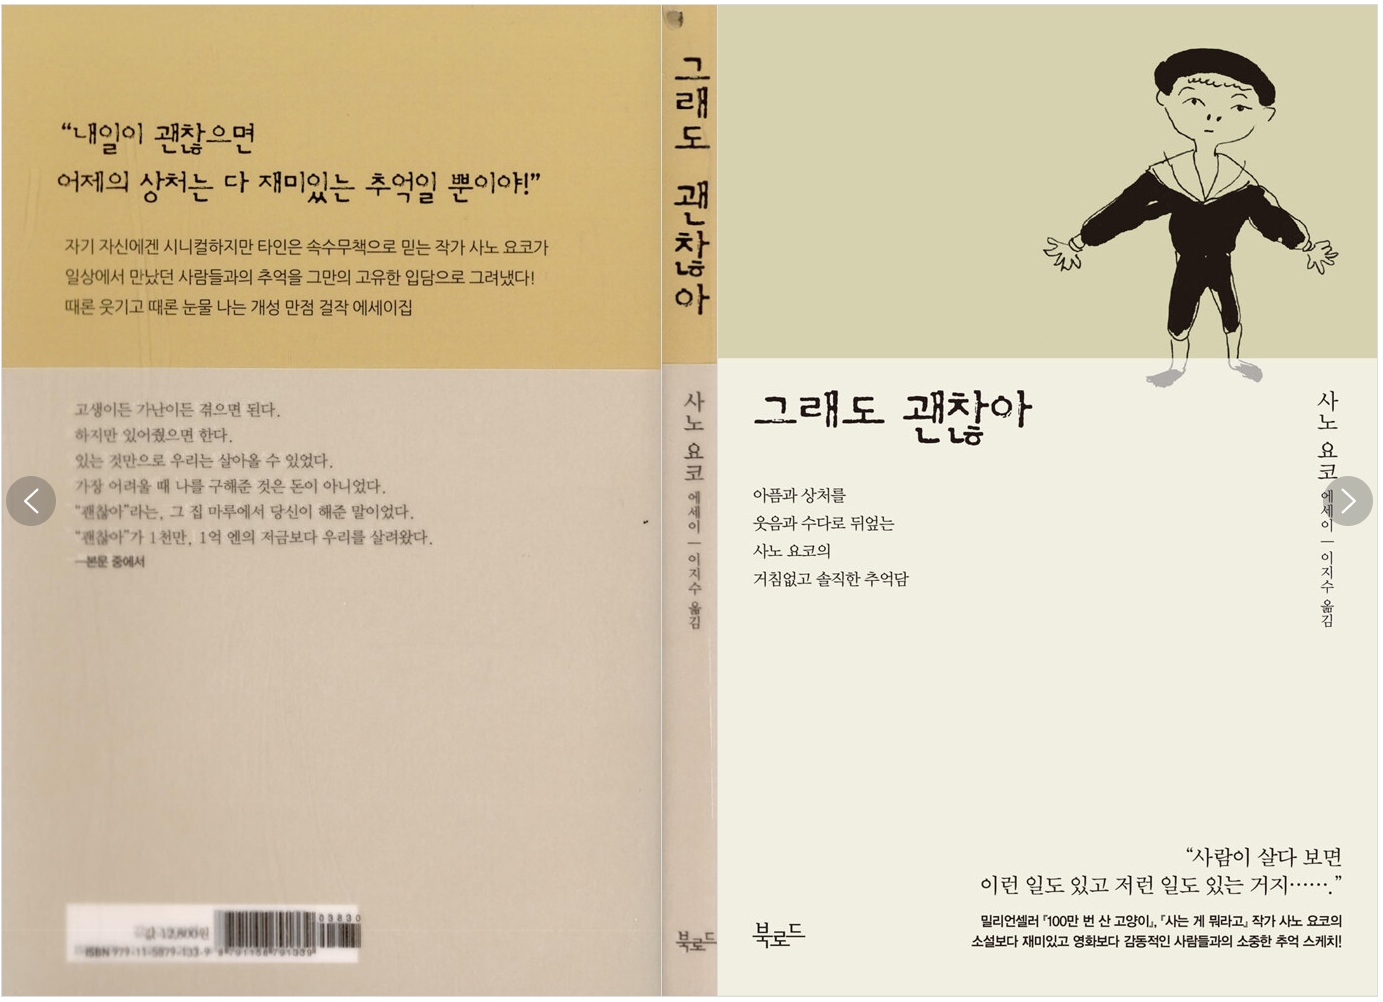 “내일이 괜찮으면
어제의 상처는 다 재미있는 추억일 뿐이야!”
자기 자신에겐 시니컬하지만 타인은 속수무책으로 믿는 작가 사노 요코가
일상에서 만났던 사람들과의 추억을 그만의 고유한 입담으로 그려냈다!
때론 웃기고 때론 눈물 나는 개성 만점 걸작 에세이집
고생이든 가난이든 겪으면 된다.
하지만 있어줬으면 한다.
있는 것만으로 우리는 살아올 수 있었다.
가장 어려울 때 나를 구해준 것은 돈이 아니었다.
“괜찮아”라는, 그 집 마루에서 당신이 해준 말이었다.
“괜찮아”가 1천만, 1억 엔의 저금보다 우리를 살려왔다.
—본문 중에서
값 12,800원
03830
ISBN 979-11-5879-133-9
9 791158 791339
그래도 괜찮아
사노 요코 에세이 | 이지수 옮김
북로드
그래도 괜찮아
아픔과 상처를
웃음과 수다로 뒤엎는
사노 요코의
거침없고 솔직한 추억담
사노 요코 에세이 | 이지수 옮김
“사람이 살다 보면
이런 일도 있고 저런 일도 있는 거지…….”
밀리언셀러 『100만 번 산 고양이』, 『사는 게 뭐라고』 작가 사노 요코의
소설보다 재미있고 영화보다 감동적인 사람들과의 소중한 추억 스케치!
북로드